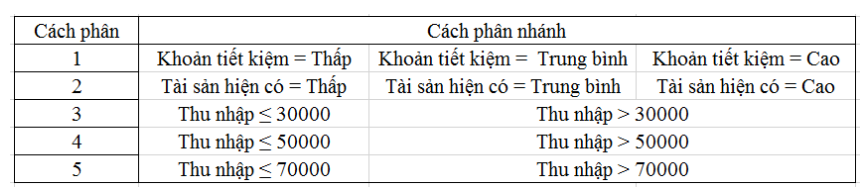 Cách phân Cách phân nhánh
1 Khoản tiết kiệm = Thấp Khoản tiết kiệm = Trung bình Khoản tiết kiệm = Cao
2 Tài sản hiện có = Thấp Tài sản hiện có = Trung bình Tài sản hiện có = Cao
3 Thu nhập ≤ 30000 Thu nhập > 30000
4 Thu nhập ≤ 50000 Thu nhập > 50000
5 Thu nhập ≤ 70000 Thu nhập > 70000